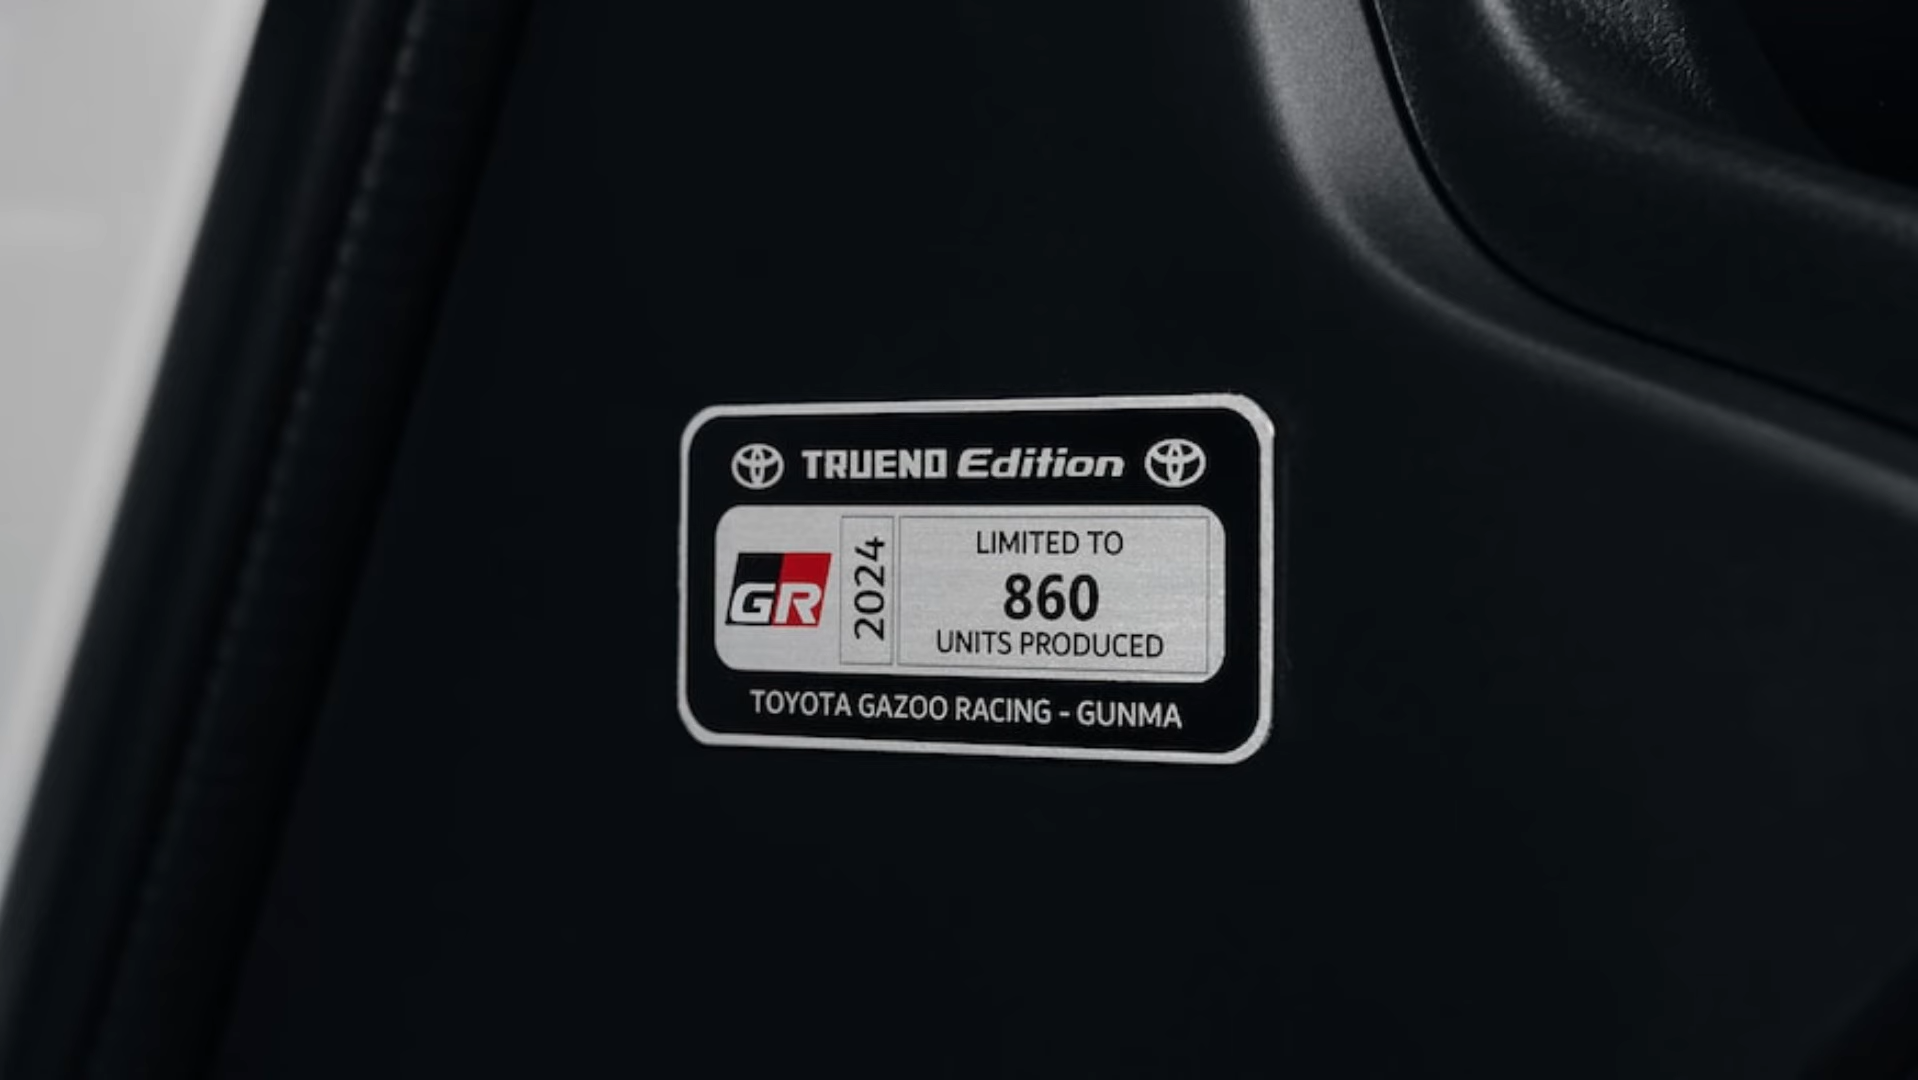 TRUENO Edition
GR
2024
LIMITED TO
860
UNITS PRODUCED
TOYOTA GAZOO RACING - GUNMA